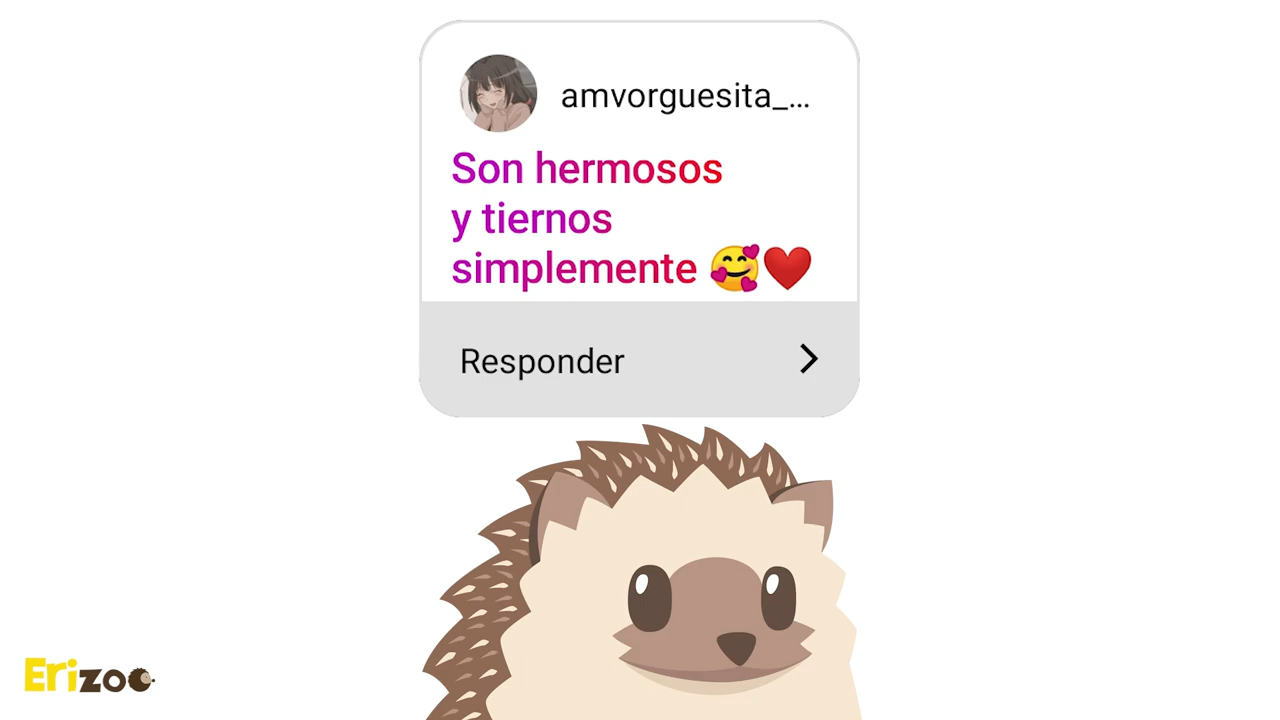 amvorguesita_...
Son hermosos
y tiernos
simplemente 🥰❤️
Responder
Erizoo